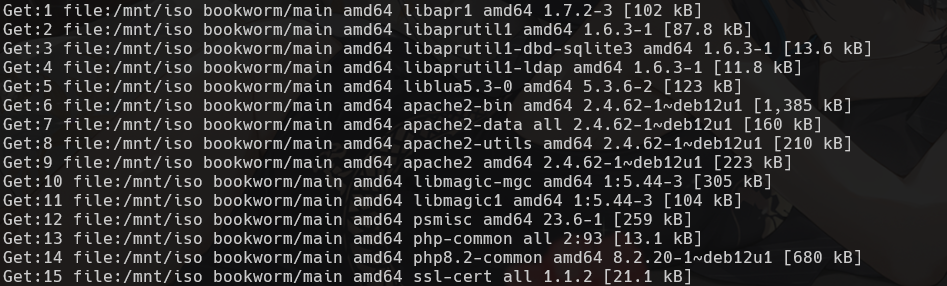 Get:1 file:/mnt/iso bookworm/main amd64 libapr1 amd64 1.7.2-3 [102 kB]
Get:2 file:/mnt/iso bookworm/main amd64 libaprutil1 amd64 1.6.3-1 [87.8 kB]
Get:3 file:/mnt/iso bookworm/main amd64 libaprutil1-dbd-sqlite3 amd64 1.6.3-1 [13.6 kB]
Get:4 file:/mnt/iso bookworm/main amd64 libaprutil1-ldap amd64 1.6.3-1 [11.8 kB]
Get:5 file:/mnt/iso bookworm/main amd64 liblua5.3-0 amd64 5.3.6-2 [123 kB]
Get:6 file:/mnt/iso bookworm/main amd64 apache2-bin amd64 2.4.62-1~deb12u1 [1,385 kB]
Get:7 file:/mnt/iso bookworm/main amd64 apache2-data all 2.4.62-1~deb12u1 [160 kB]
Get:8 file:/mnt/iso bookworm/main amd64 apache2-utils amd64 2.4.62-1~deb12u1 [210 kB]
Get:9 file:/mnt/iso bookworm/main amd64 apache2 amd64 2.4.62-1~deb12u1 [223 kB]
Get:10 file:/mnt/iso bookworm/main amd64 libmagic-mgc amd64 1:5.44-3 [305 kB]
Get:11 file:/mnt/iso bookworm/main amd64 libmagic1 amd64 1:5.44-3 [104 kB]
Get:12 file:/mnt/iso bookworm/main amd64 psmisc amd64 23.6-1 [259 kB]
Get:13 file:/mnt/iso bookworm/main amd64 php-common all 2:93 [13.1 kB]
Get:14 file:/mnt/iso bookworm/main amd64 php8.2-common amd64 8.2.20-1~deb12u1 [680 kB]
Get:15 file:/mnt/iso bookworm/main amd64 ssl-cert all 1.1.2 [21.1 kB]